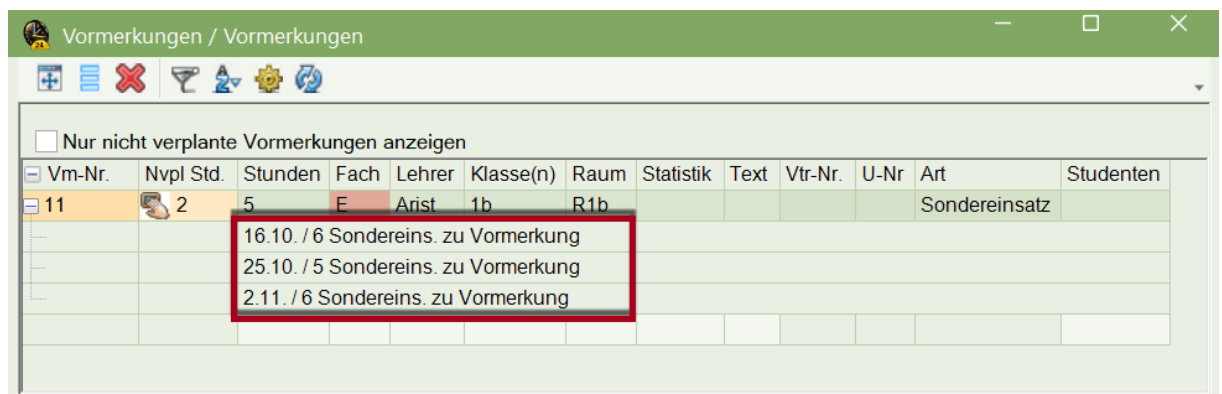 Vormerkungen / Vormerkungen
Nur nicht verplante Vormerkungen anzeigen
Vm-Nr. Nvpl Std. Stunden Fach Lehrer Klasse(n) Raum Statistik Text Vtr-Nr. U-Nr Art Studenten
11 2 5 E Arist 1b R1b Sondereinsatz
16.10. / 6 Sondereins. zu Vormerkung
25.10. / 5 Sondereins. zu Vormerkung
2.11. / 6 Sondereins. zu Vormerkung